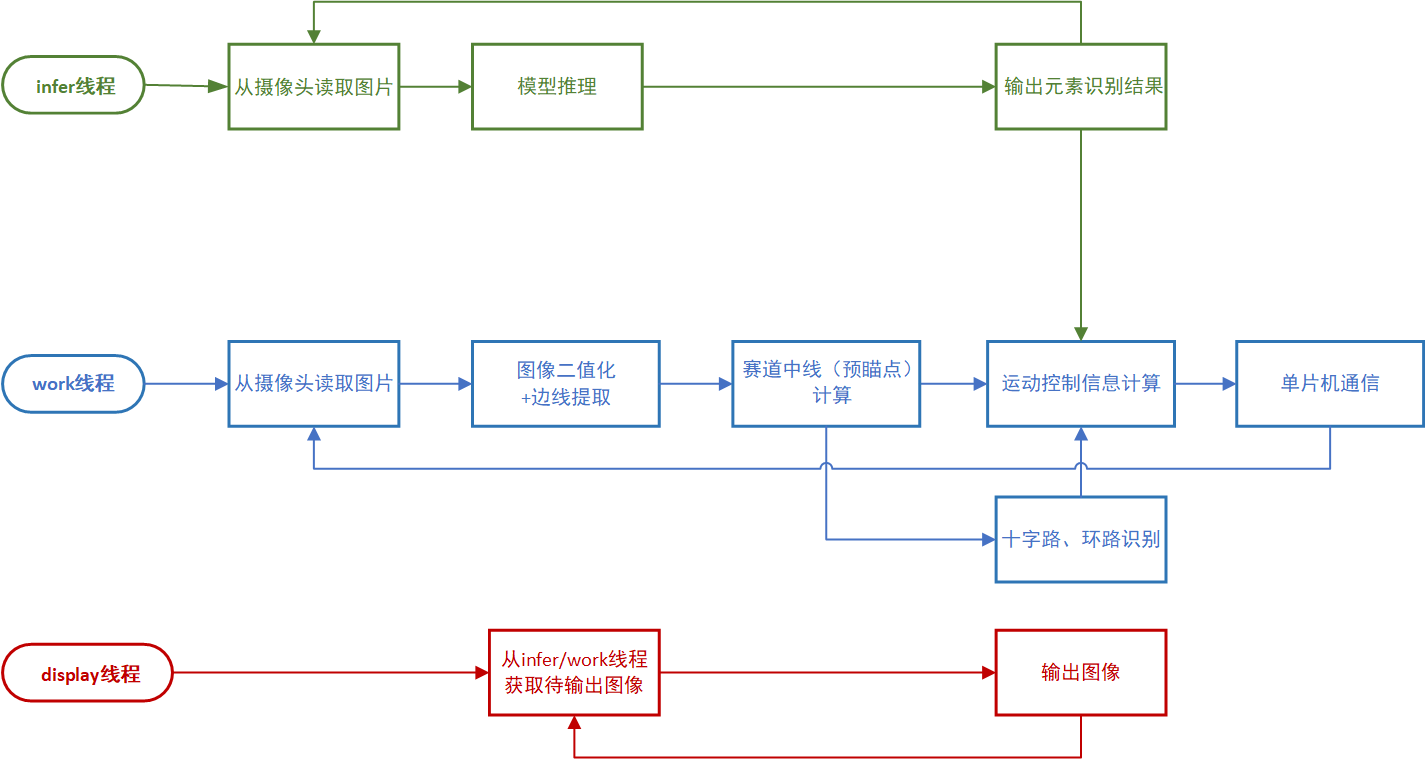 infer线程
从摄像头读取图片
模型推理
输出元素识别结果
work线程
从摄像头读取图片
图像二值化
+边线提取
赛道中线（预瞄点）
计算
运动控制信息计算
单片机通信
十字路、环路识别
display线程
从infer/work线程
获取待输出图像
输出图像